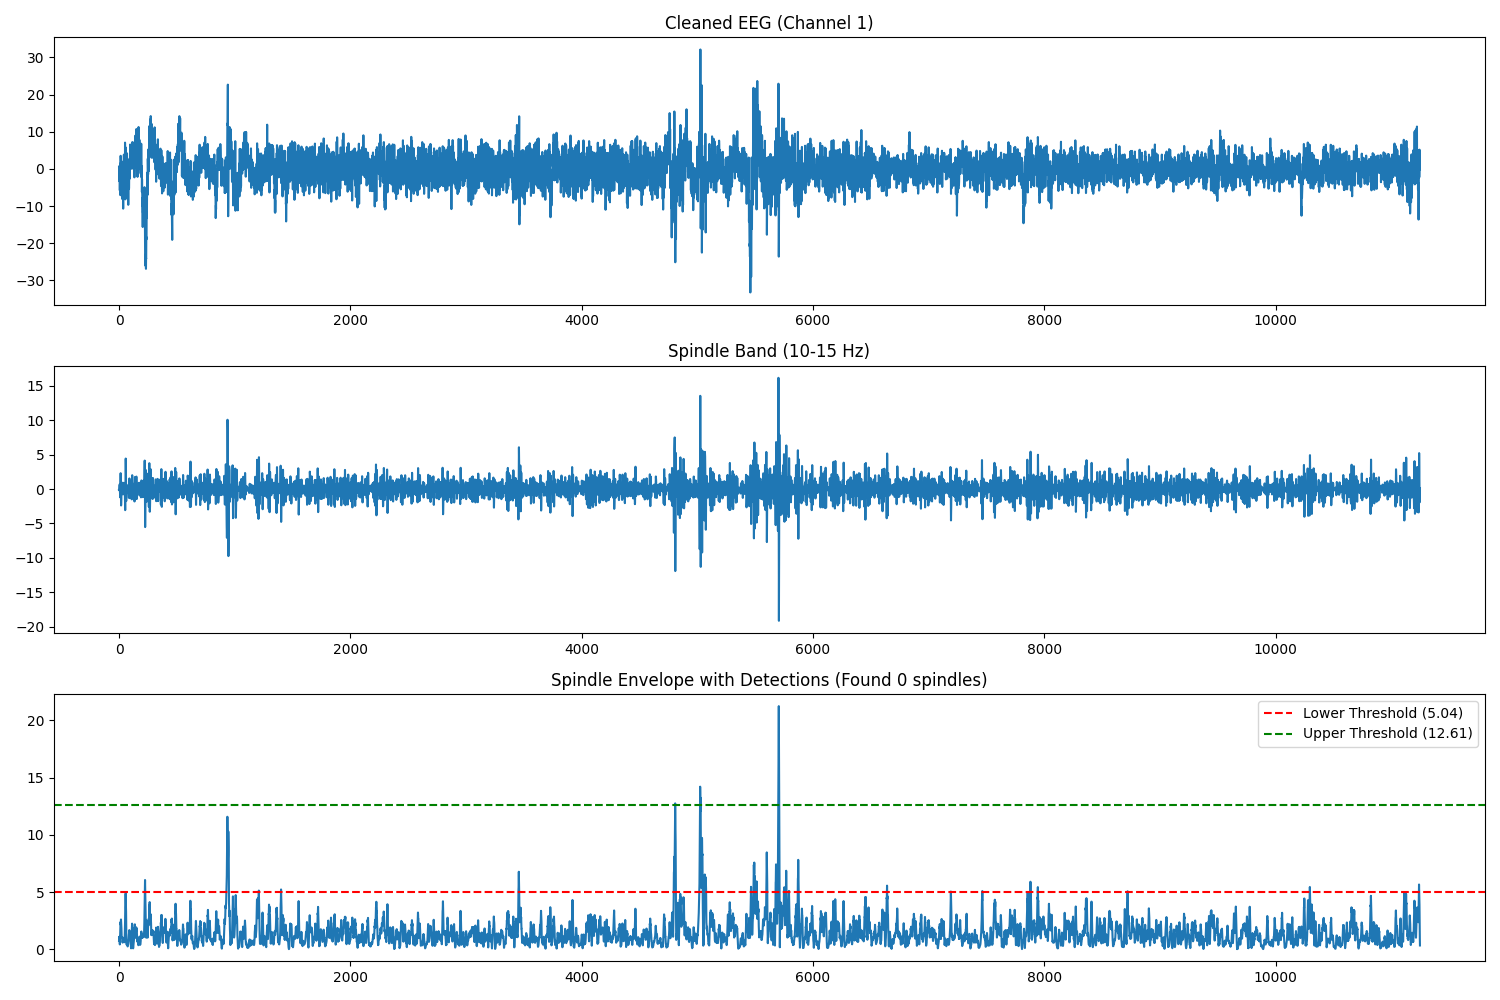 Cleaned EEG (Channel 1)
30
20
10
0
−10
−20
−30
0 2000 4000 6000 8000 10000
Spindle Band (10-15 Hz)
15
10
5
0
−5
−10
−15
−20
0 2000 4000 6000 8000 10000
Spindle Envelope with Detections (Found 0 spindles)
20
15
10
5
0
Lower Threshold (5.04)
Upper Threshold (12.61)
0 2000 4000 6000 8000 10000